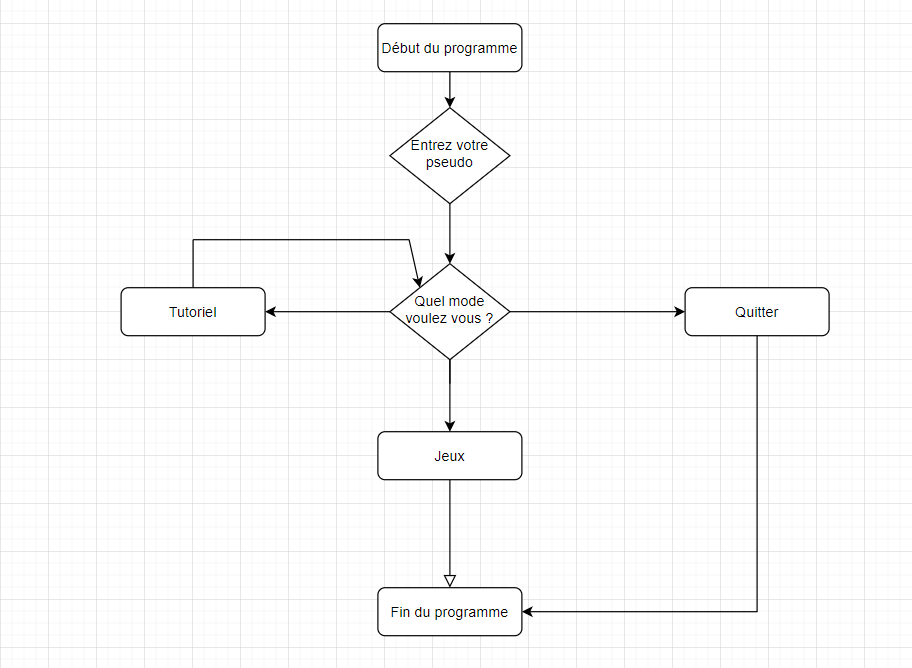 Début du programme
Entrez votre
pseudo
Quel mode
voulez vous ?
Tutoriel
Quitter
Jeux
Fin du programme